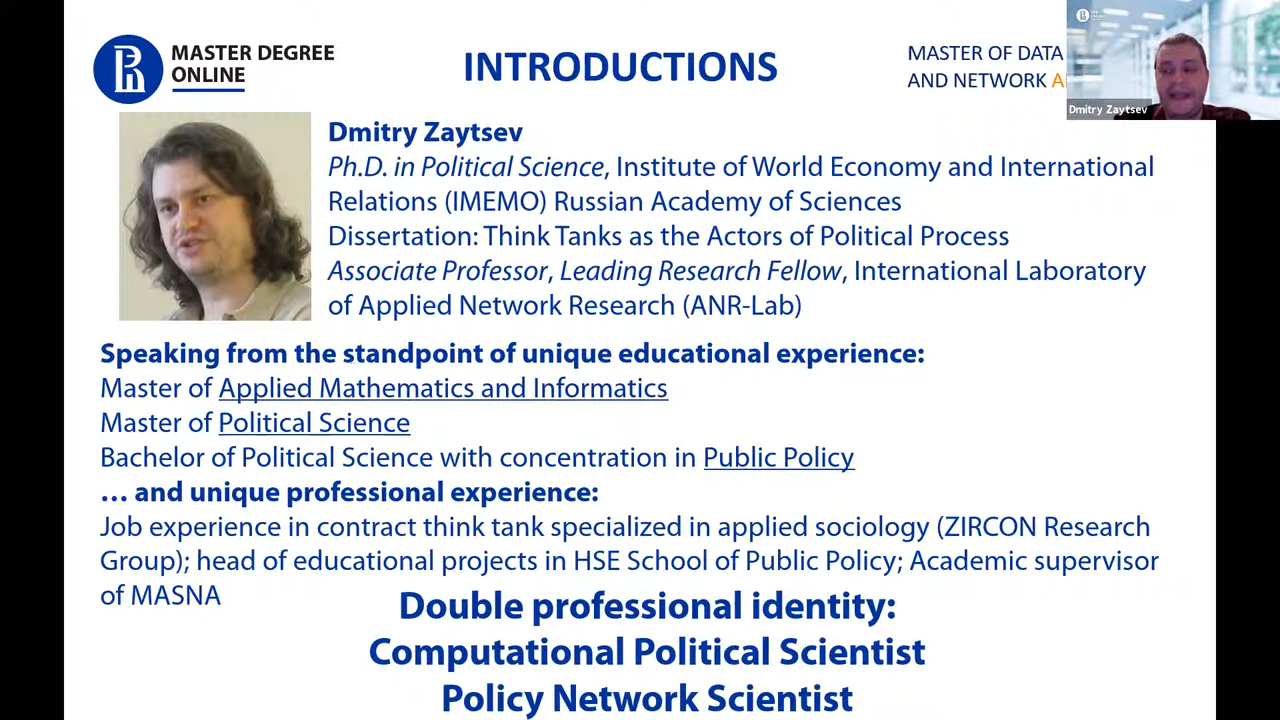 MASTER DEGREE
ONLINE
INTRODUCTIONS
MASTER OF DATA
AND NETWORK A
Dmitry Zaytsev
Dmitry Zaytsev
Ph.D. in Political Science, Institute of World Economy and International
Relations (IMEMO) Russian Academy of Sciences
Dissertation: Think Tanks as the Actors of Political Process
Associate Professor, Leading Research Fellow, International Laboratory
of Applied Network Research (ANR-Lab)
Speaking from the standpoint of unique educational experience:
Master of Applied Mathematics and Informatics
Master of Political Science
Bachelor of Political Science with concentration in Public Policy
… and unique professional experience:
Job experience in contract think tank specialized in applied sociology (ZIRCON Research
Group); head of educational projects in HSE School of Public Policy; Academic supervisor
of MASNA
Double professional identity:
Computational Political Scientist
Policy Network Scientist